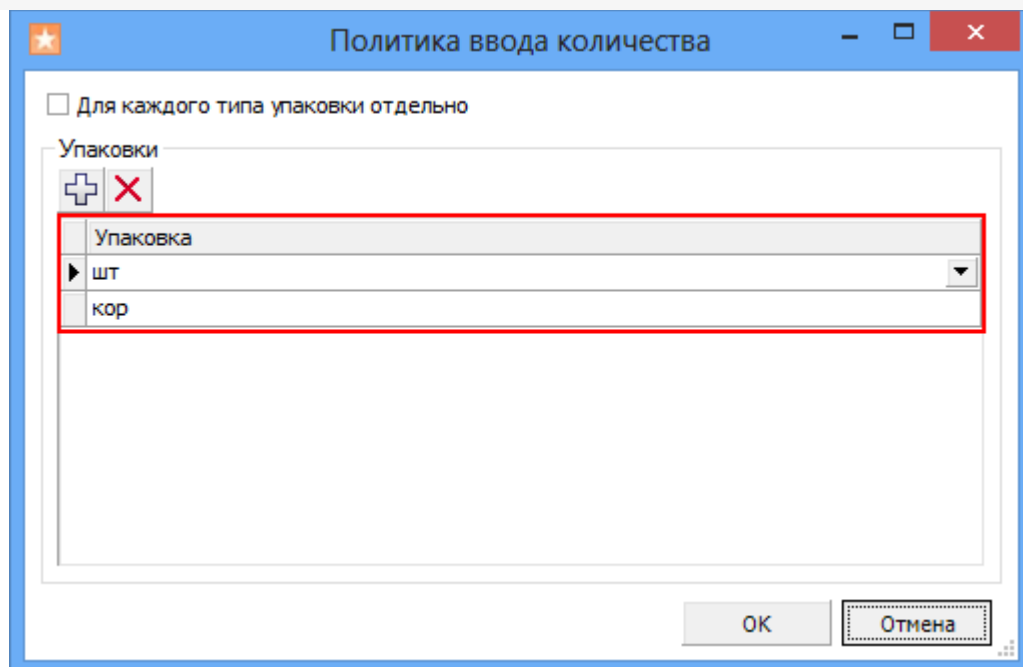 Политика ввода количества
Для каждого типа упаковки отдельно
Упаковки
Упаковка
шт
кор
ОК
Отмена